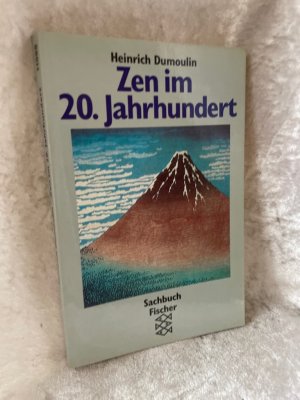 Heinrich Dumoulin
Zen im
20. Jahrhundert
Sachbuch
Fischer